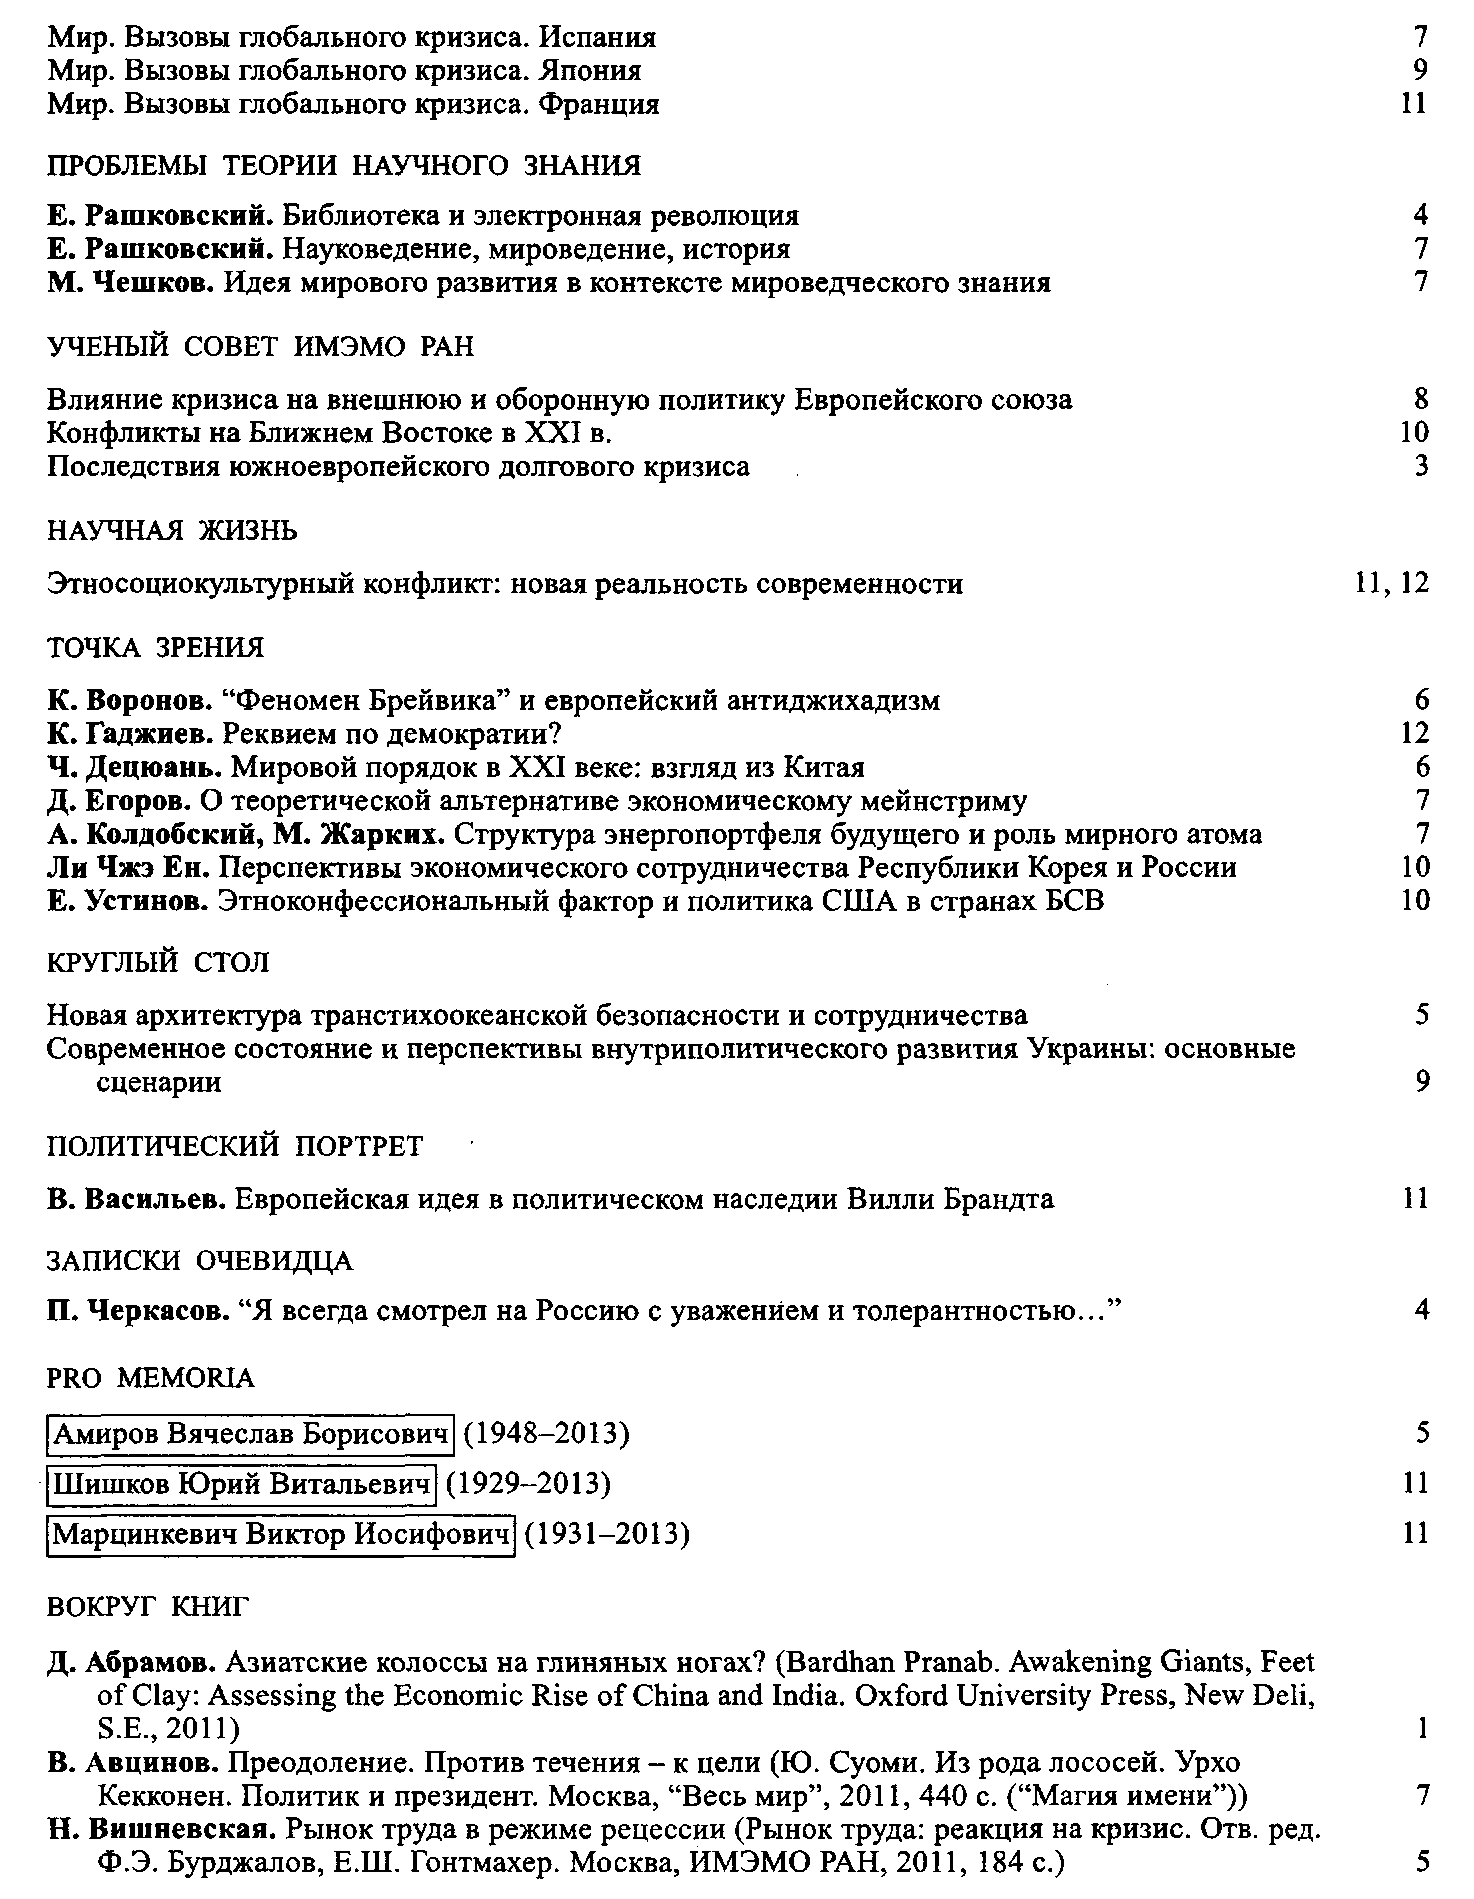 Мир. Вызовы глобального кризиса. Испания 7
Мир. Вызовы глобального кризиса. Япония 9
Мир. Вызовы глобального кризиса. Франция 11
ПРОБЛЕМЫ ТЕОРИИ НАУЧНОГО ЗНАНИЯ
Е. Рашковский. Библиотека и электронная революция 4
Е. Рашковский. Науковедение, мироведение, история 7
М. Чешков. Идея мирового развития в контексте мироведческого знания 7
УЧЕНЫЙ СОВЕТ ИМЭМО РАН
Влияние кризиса на внешнюю и оборонную политику Европейского союза 8
Конфликты на Ближнем Востоке в XXI в. 10
Последствия южноевропейского долгового кризиса 3
НАУЧНАЯ ЖИЗНЬ
Этносоциокультурный конфликт: новая реальность современности 11, 12
ТОЧКА ЗРЕНИЯ
К. Воронов. “Феномен Брейвика” и европейский антиджихадизм 6
К. Гаджиев. Реквием по демократии? 12
Ч. Децюань. Мировой порядок в XXI веке: взгляд из Китая 6
Д. Егоров. О теоретической альтернативе экономическому мейнстриму 7
А. Колдобский, М. Жарких. Структура энергопортфеля будущего и роль мирного атома 7
Ли Чжэ Ен. Перспективы экономического сотрудничества Республики Корея и России 10
Е. Устинов. Этноконфессиональный фактор и политика США в странах БСВ 10
КРУГЛЫЙ СТОЛ
Новая архитектура транстихоокеанской безопасности и сотрудничества 5
Современное состояние и перспективы внутриполитического развития Украины: основные
сценарии 9
ПОЛИТИЧЕСКИЙ ПОРТРЕТ
В. Васильев. Европейская идея в политическом наследии Вилли Брандта 11
ЗАПИСКИ ОЧЕВИДЦА
П. Черкасов. “Я всегда смотрел на Россию с уважением и толерантностью...” 4
PRO MEMORIA
Амиров Вячеслав Борисович (1948–2013) 5
Шишков Юрий Витальевич (1929–2013) 11
Марцинкевич Виктор Иосифович (1931–2013) 11
ВОКРУГ КНИГ
Д. Абрамов. Азиатские колоссы на глиняных ногах? (Bardhan Pranab. Awakening Giants, Feet
of Clay: Assessing the Economic Rise of China and India. Oxford University Press, New Deli,
S.E., 2011) 1
В. Авцинов. Преодоление. Против течения – к цели (Ю. Суоми. Из рода лососей. Урхо
Кекконен. Политик и президент. Москва, “Весь мир”, 2011, 440 с. (“Магия имени”)) 7
Н. Вишневская. Рынок труда в режиме рецессии (Рынок труда: реакция на кризис. Отв. ред.
Ф.Э. Бурджалов, Е.Ш. Гонтмахер. Москва, ИМЭМО РАН, 2011, 184 с.) 5